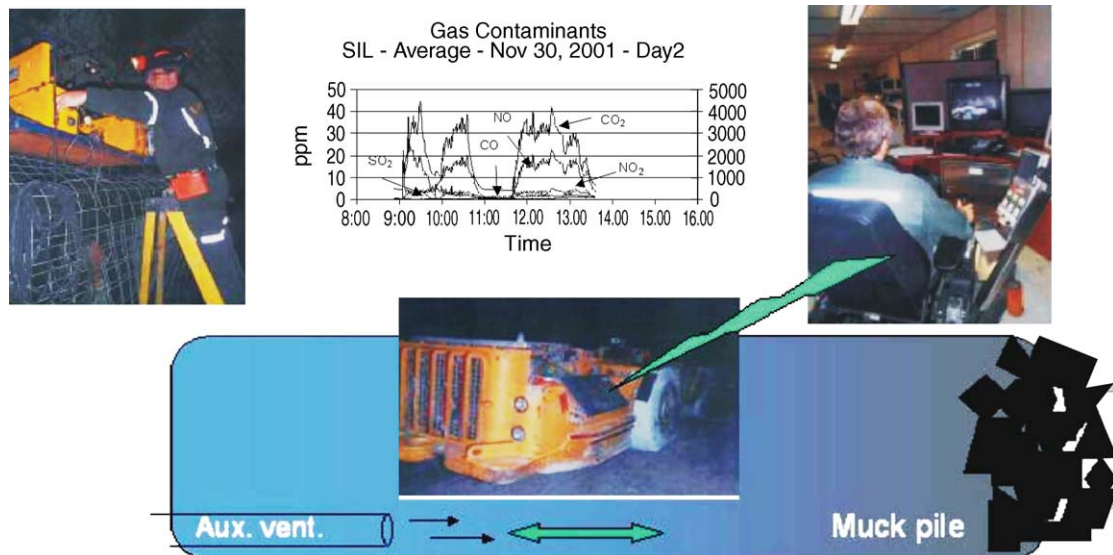 Gas Contaminants
SIL - Average - Nov 30, 2001 - Day2
50
40
30
20
10
0
ppm
5000
4000
3000
2000
1000
0
NO
CO₂
CO
SO₂
NO₂
8:00 9:00 10:00 11:00 12.00 13.00 14.00 15.00 16.00
Time
Aux. vent.
Muck pile